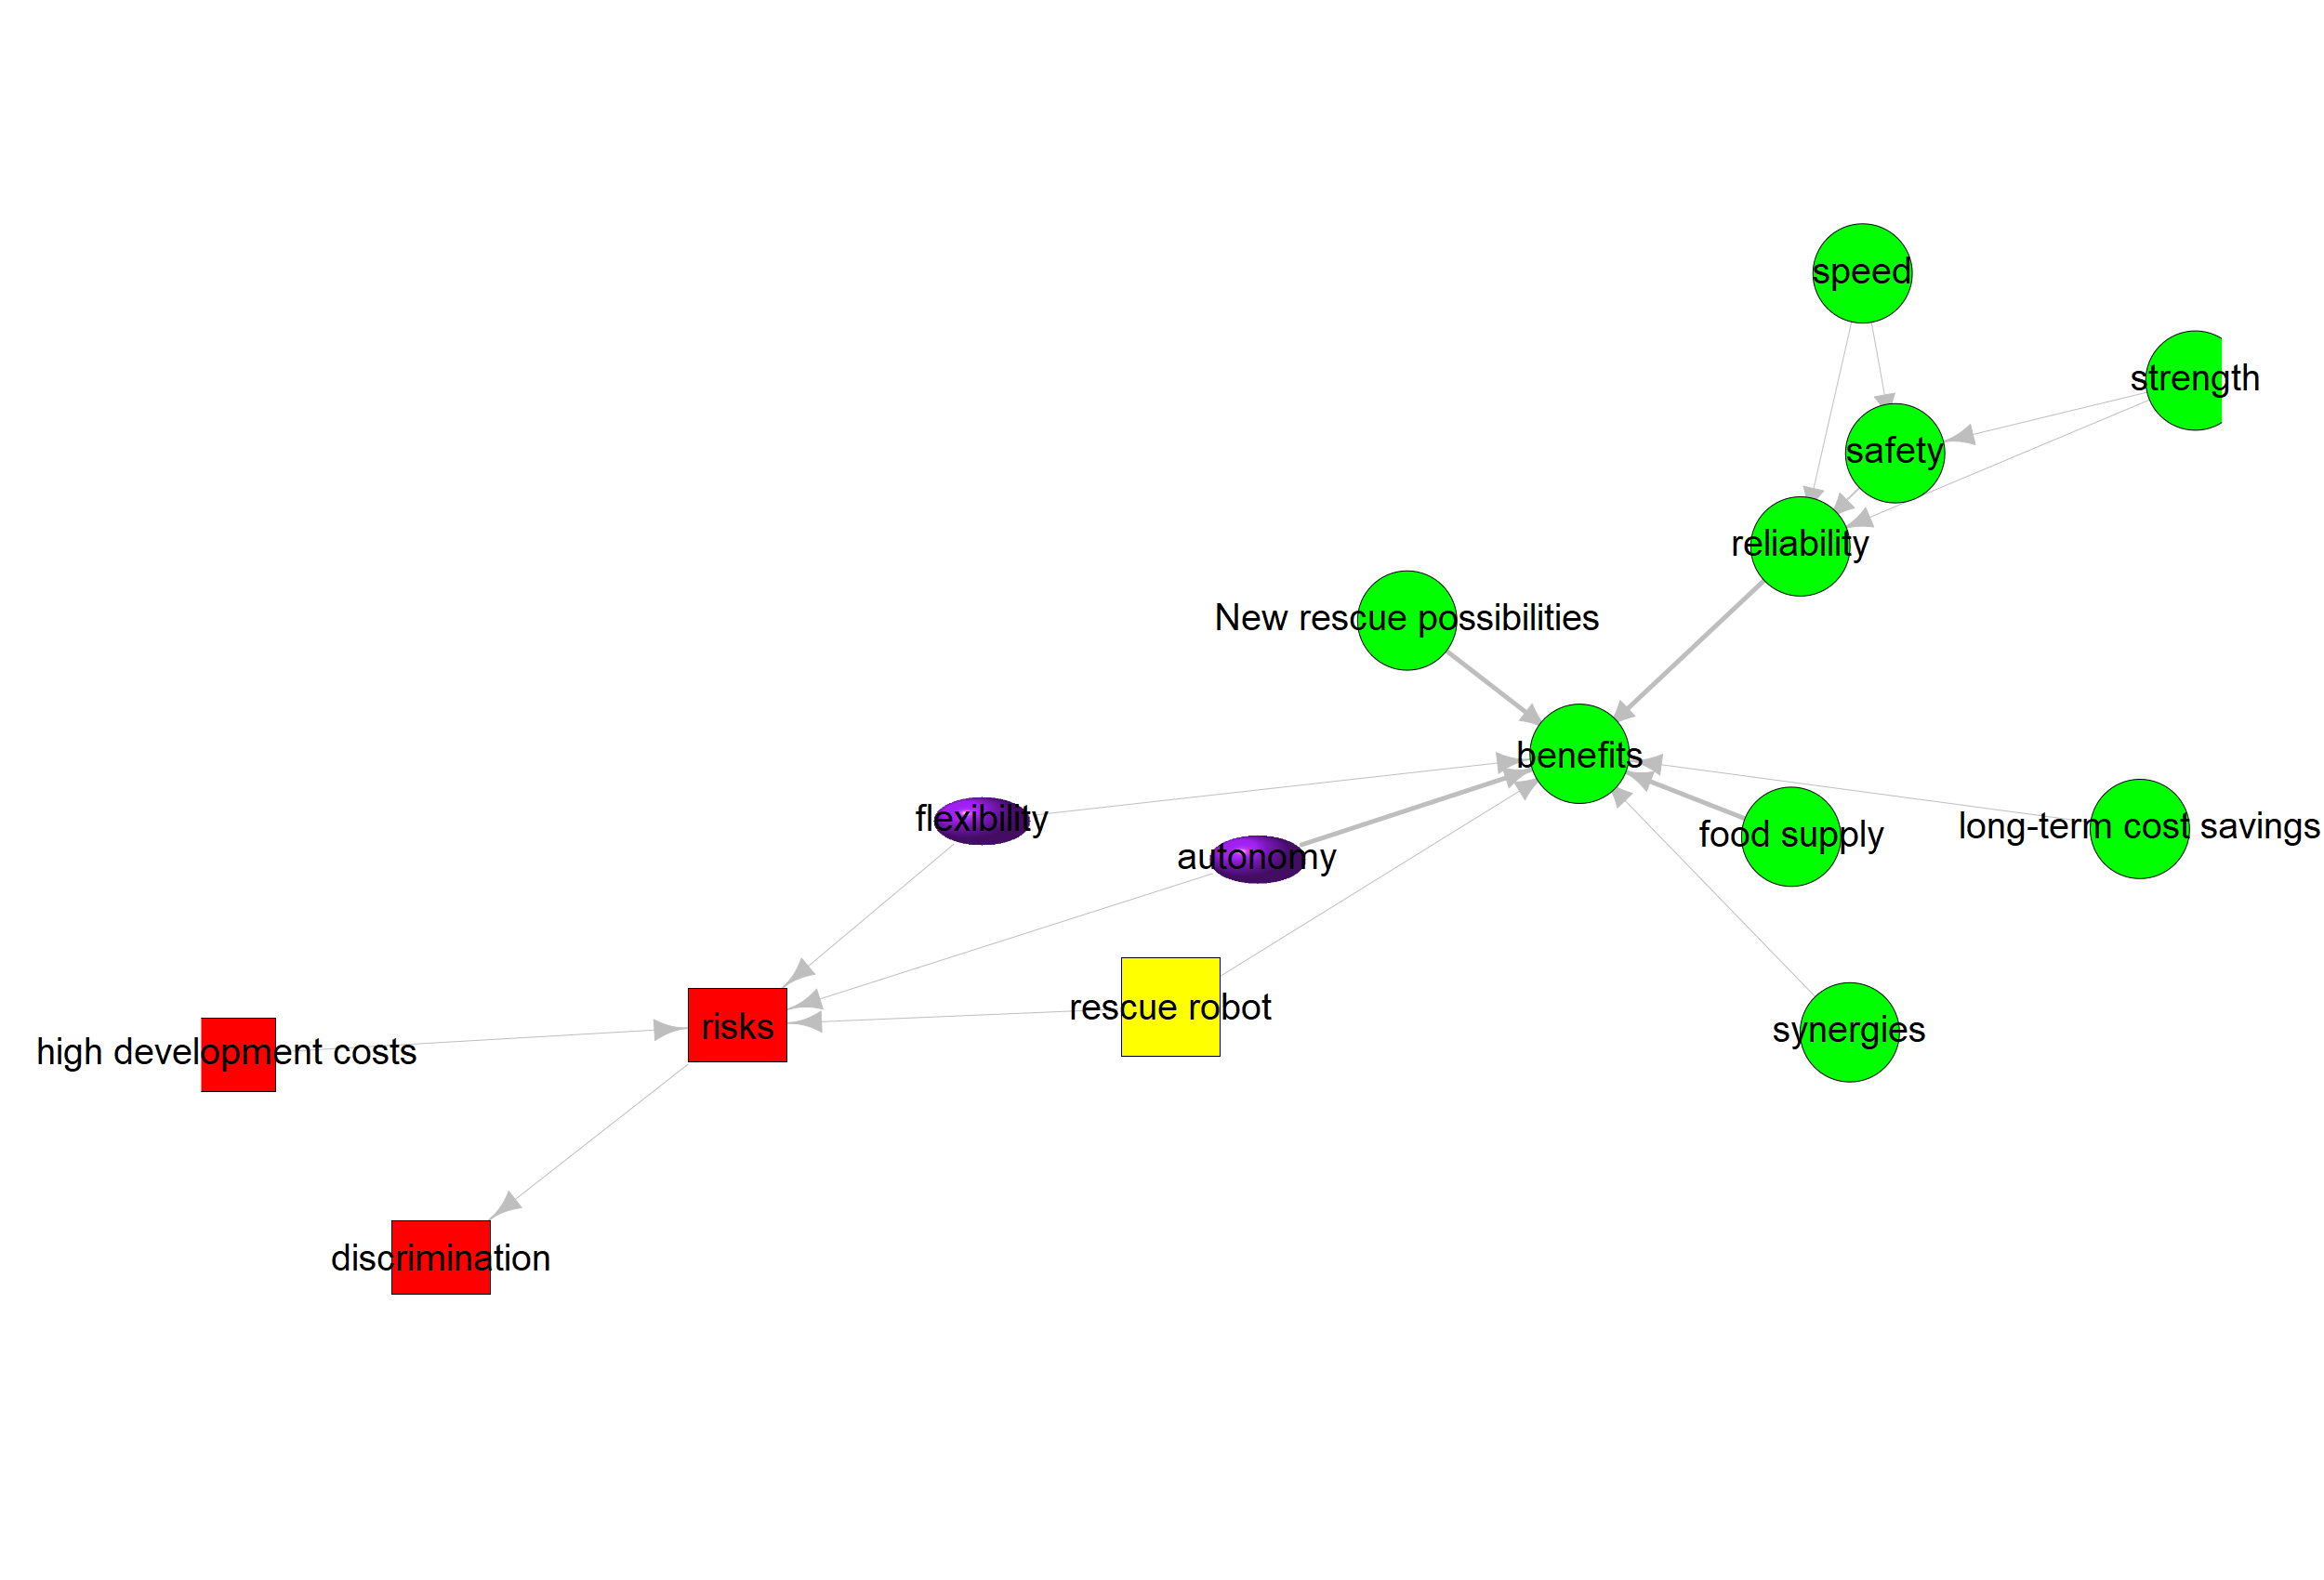 speed
strength
safety
reliability
New rescue possibilities
benefits
flexibility
autonomy
food supply
long-term cost savings
rescue robot
risks
synergies
high development costs
discrimination